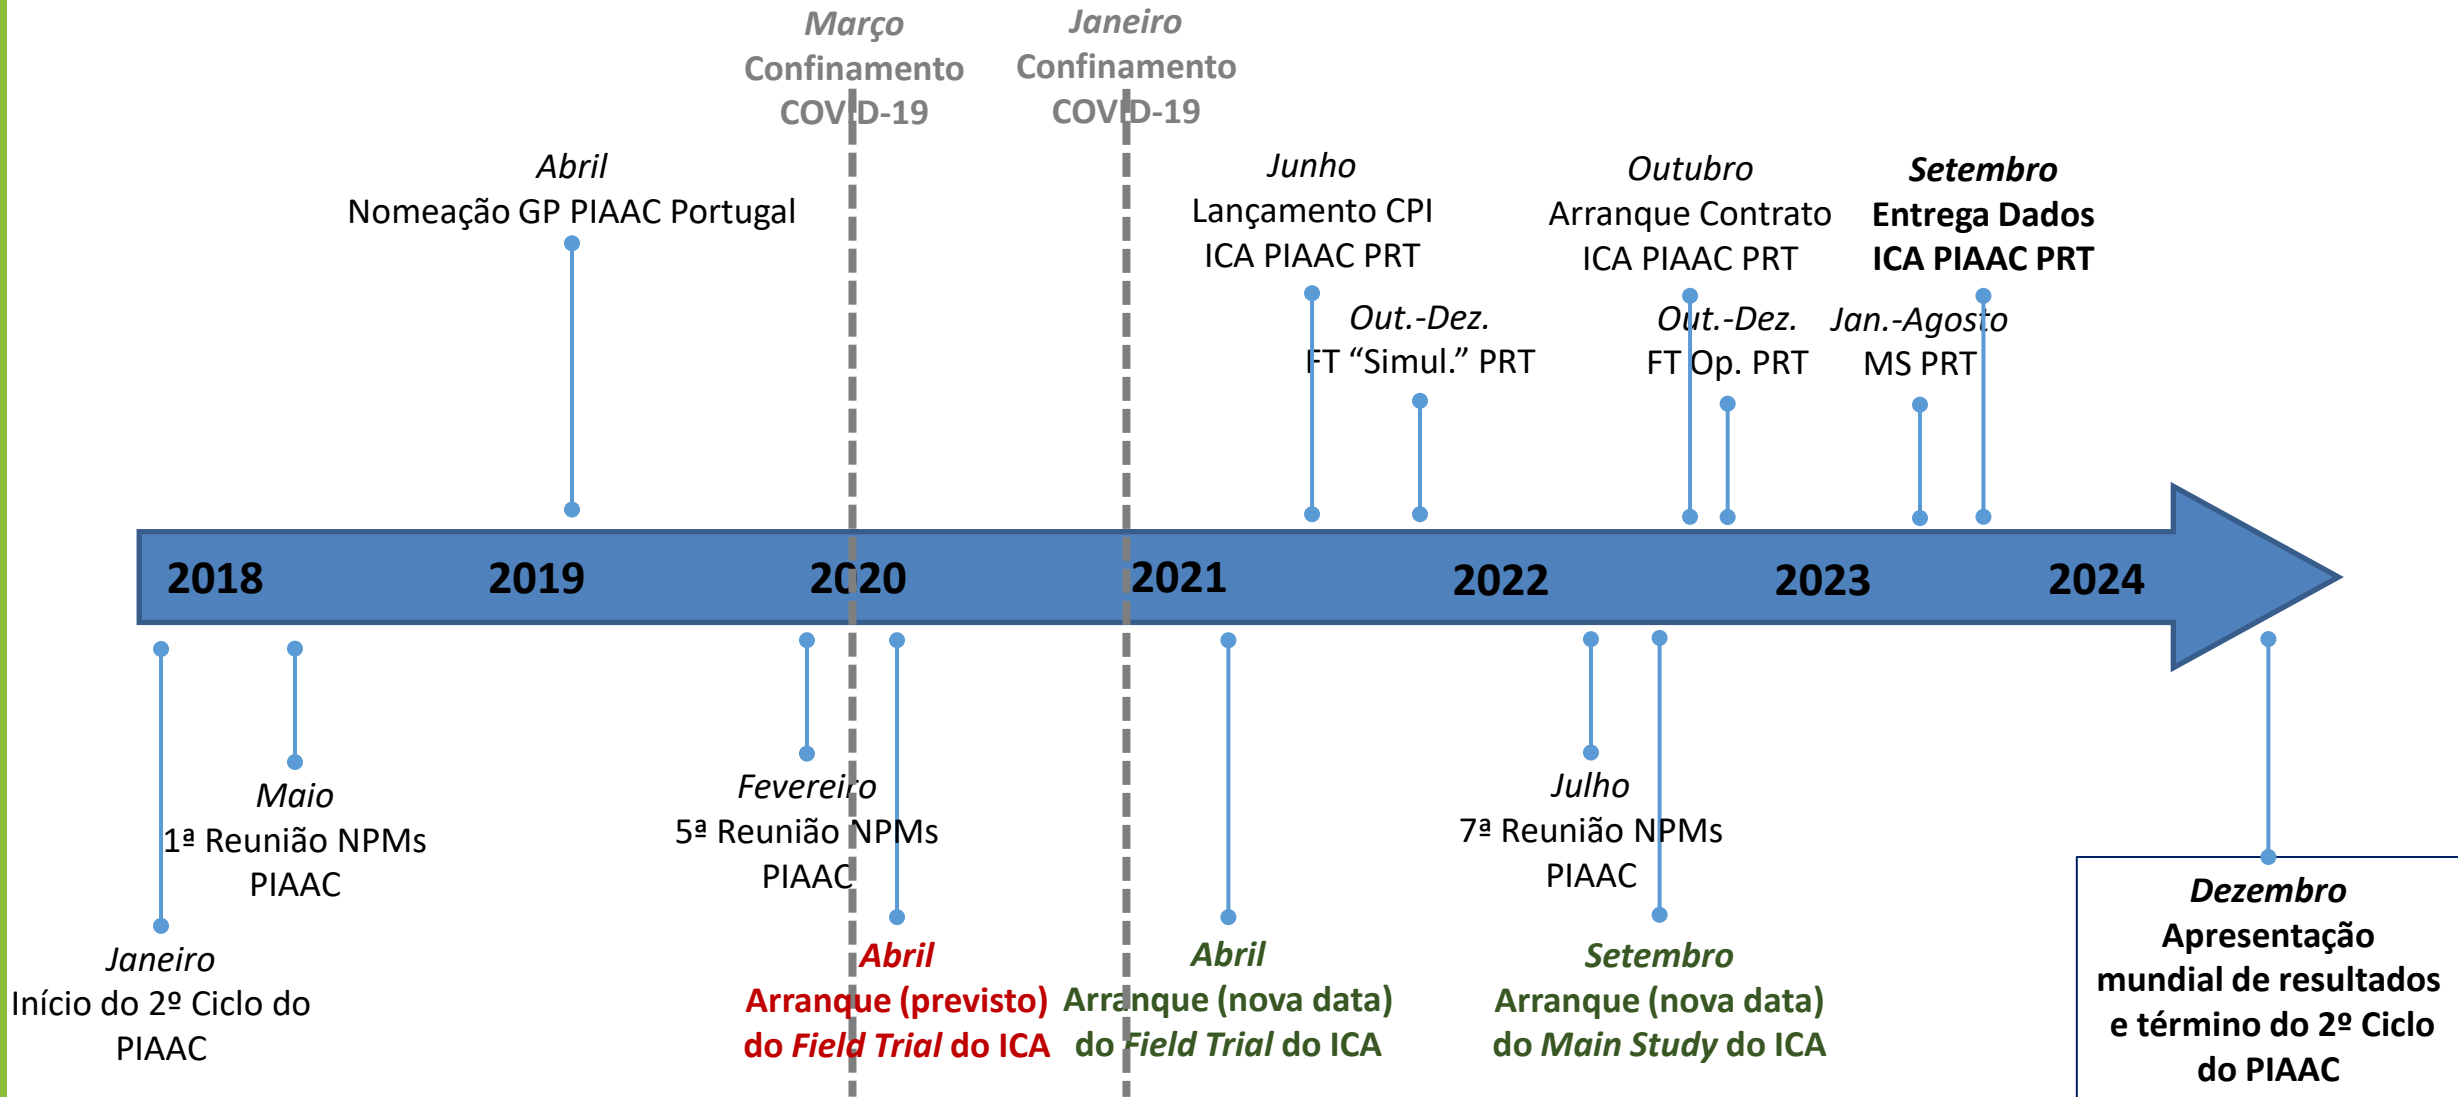 Março
Confinamento
COVID-19
Janeiro
Confinamento
COVID-19
Abril
Nomeação GP PIAAC Portugal
Junho
Lançamento CPI
ICA PIAAC PRT
Outubro
Arranque Contrato
ICA PIAAC PRT
Setembro
Entrega Dados
ICA PIAAC PRT
Out.-Dez.
FT “Simul.” PRT
Out.-Dez.
FT Op. PRT
Jan.-Agosto
MS PRT
2018 2019 2020 2021 2022 2023 2024
Maio
1ª Reunião NPMs
PIAAC
Fevereiro
5ª Reunião NPMs
PIAAC
Julho
7ª Reunião NPMs
PIAAC
Janeiro
Início do 2º Ciclo do
PIAAC
Abril
Arranque (previsto)
do Field Trial do ICA
Abril
Arranque (nova data)
do Field Trial do ICA
Setembro
Arranque (nova data)
do Main Study do ICA
Dezembro
Apresentação
mundial de resultados
e término do 2º Ciclo
do PIAAC